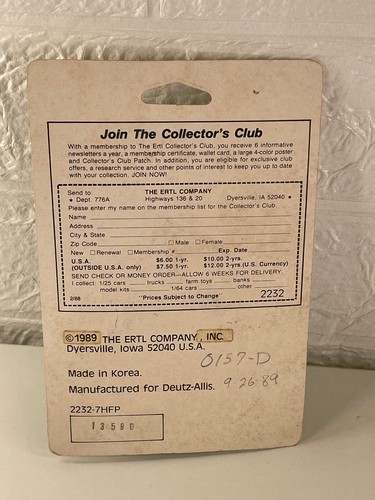 Join The Collector's Club
With a membership to The Ertl Collector's Club, you receive 6 informative
newsletters a year, a membership certificate, wallet card, a large 4-color poster
and Collector's Club Patch. In addition, you are eligible for exclusive club
offers, a research service and other points of interest to keep you up to date
with your collection. JOIN NOW!
Send to THE ERTL COMPANY
★ Dept. 776A Highways 136 & 20 Dyersville, IA 52040 ★
Please enter my name on the membership list for the Collector's Club.
Name
Address
City & State
Zip Code □ Male □ Female
New □ Renewal □ Membership # Exp. Date
U.S.A. $6.00 1-yr. $10.00 2-yrs.
(OUTSIDE U.S.A. only) $7.50 1-yr. $12.00 2-yrs. (U.S. Currency)
SEND CHECK OR MONEY ORDER—ALLOW 6 WEEKS FOR DELIVERY
I collect: 1/25 cars trucks farm toys banks
model kits 1/64 cars other
2/88 "Prices Subject to Change" 2232
©1989 THE ERTL COMPANY, INC.
Dyersville, Iowa 52040 U.S.A.
0157-D
Made in Korea.
Manufactured for Deutz-Allis.
9-26-89
2232-7HFP
13590